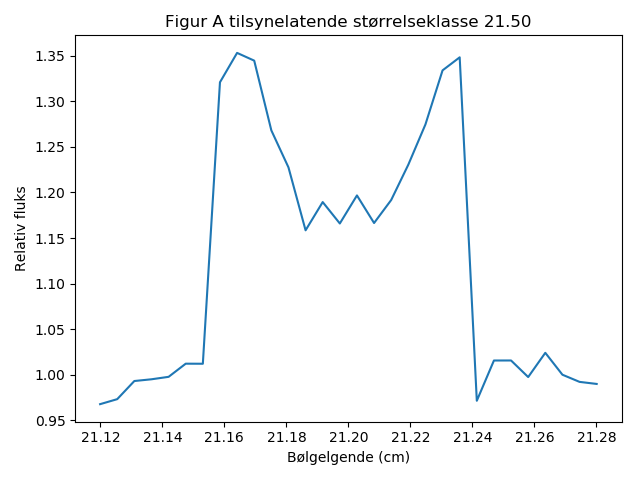 Figur A tilsynelatende størrelseklasse 21.50
Relativ fluks
1.35
1.30
1.25
1.20
1.15
1.10
1.05
1.00
0.95
21.12 21.14 21.16 21.18 21.20 21.22 21.24 21.26 21.28
Bølgelgende (cm)